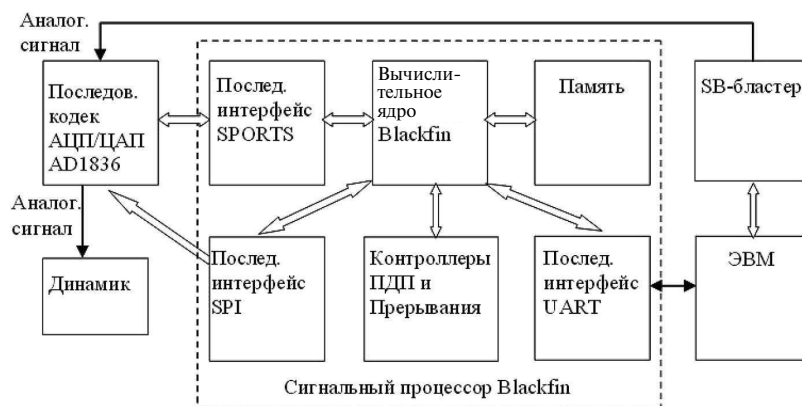 Аналог.
сигнал
Последов.
кодек
АЦП/ЦАП
AD1836
Послед.
интерфейс
SPORTS
Вычисли-
тельное
ядро
Blackfin
Память
SB-бластер
Аналог.
сигнал
Динамик
Послед.
интерфейс
SPI
Контроллеры
ПДП и
Прерывания
Послед.
интерфейс
UART
ЭВМ
Сигнальный процессор Blackfin